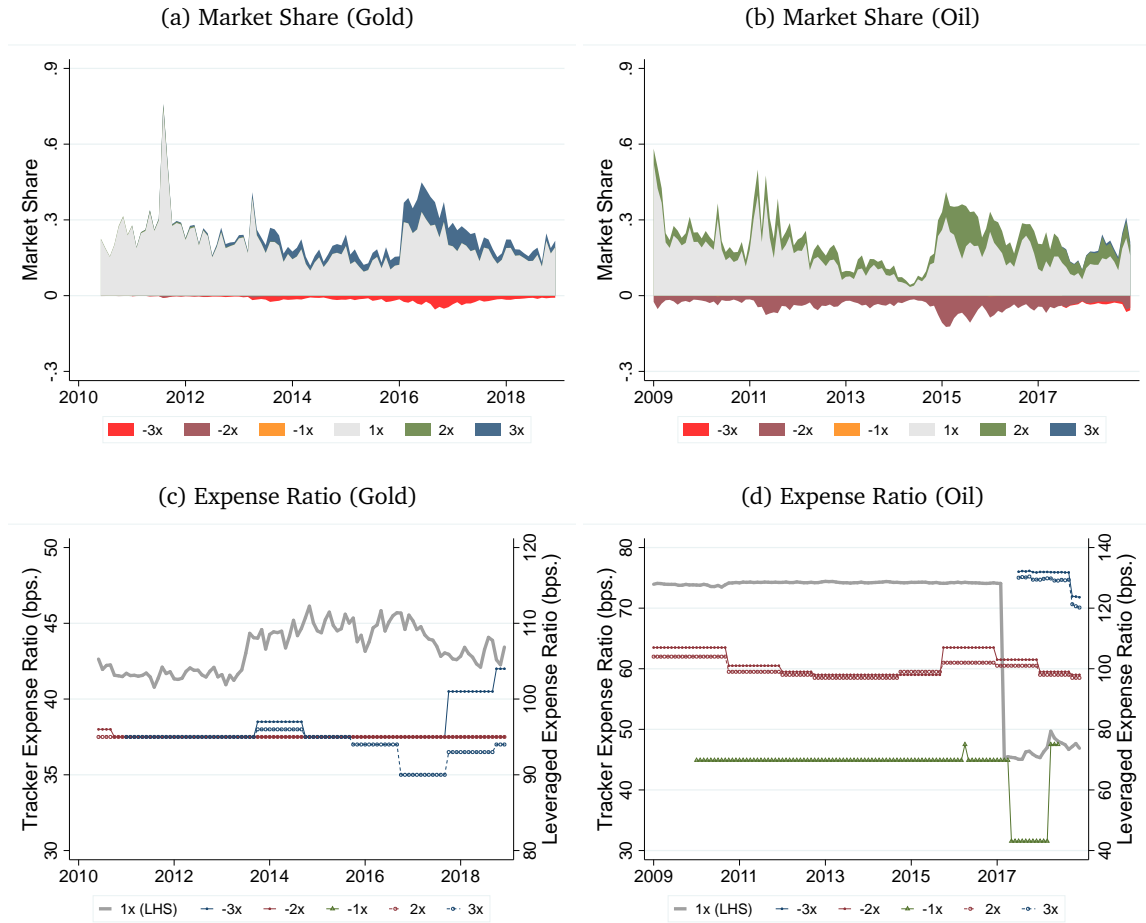 (a) Market Share (Gold)
(b) Market Share (Oil)
Market Share
.9
.6
.3
0
-.3
2010 2012 2014 2016 2018
-3x -2x -1x 1x 2x 3x
Market Share
.9
.6
.3
0
-.3
2009 2011 2013 2015 2017
-3x -2x -1x 1x 2x 3x
(c) Expense Ratio (Gold)
(d) Expense Ratio (Oil)
Tracker Expense Ratio (bps.)
50
45
40
35
30
Leveraged Expense Ratio (bps.)
120
110
100
90
80
2010 2012 2014 2016 2018
1x (LHS) -3x -2x -1x 2x 3x
Tracker Expense Ratio (bps.)
80
70
60
50
40
30
Leveraged Expense Ratio (bps.)
140
120
100
80
60
40
2009 2011 2013 2015 2017
1x (LHS) -3x -2x -1x 2x 3x